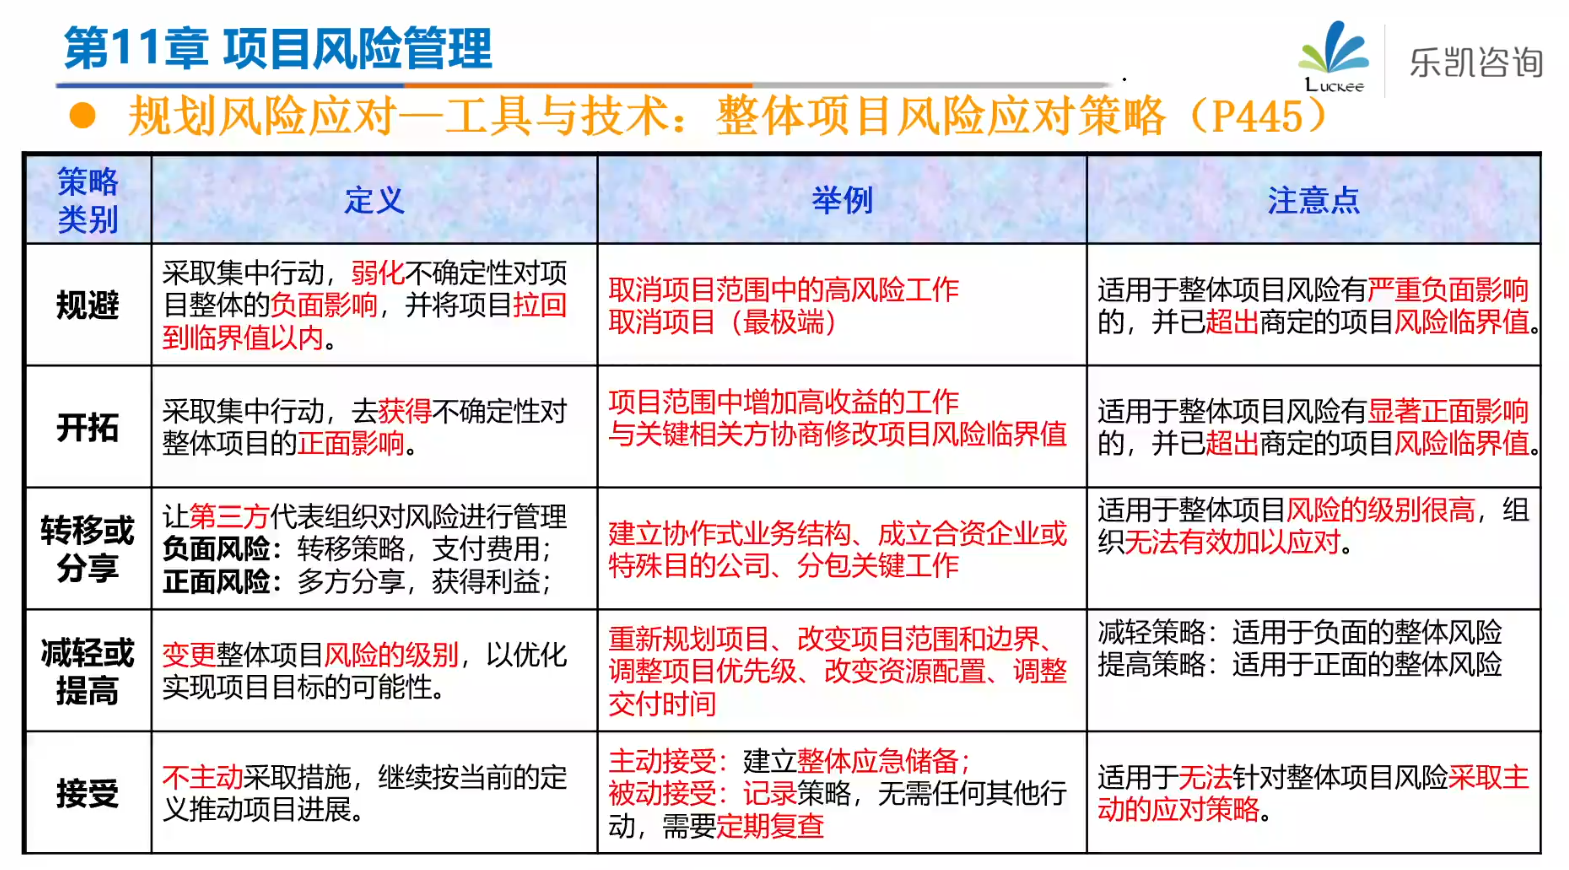 第11章 项目风险管理
Luckee
乐凯咨询
● 规划风险应对—工具与技术：整体项目风险应对策略（P445）
策略
类别
定义
举例
注意点
规避
采取集中行动，弱化不确定性对项
目整体的负面影响，并将项目拉回
到临界值以内。
取消项目范围中的高风险工作
取消项目（最极端）
适用于整体项目风险有严重负面影响
的，并已超出商定的项目风险临界值。
开拓
采取集中行动，去获得不确定性对
整体项目的正面影响。
项目范围中增加高收益的工作
与关键相关方协商修改项目风险临界值
适用于整体项目风险有显著正面影响
的，并已超出商定的项目风险临界值。
转移或
分享
让第三方代表组织对风险进行管理
负面风险：转移策略，支付费用；
正面风险：多方分享，获得利益；
建立协作式业务结构、成立合资企业或
特殊目的公司、分包关键工作
适用于整体项目风险的级别很高，组
织无法有效加以应对。
减轻或
提高
变更整体项目风险的级别，以优化
实现项目目标的可能性。
重新规划项目、改变项目范围和边界、
调整项目优先级、改变资源配置、调整
交付时间
减轻策略：适用于负面的整体风险
提高策略：适用于正面的整体风险
接受
不主动采取措施，继续按当前的定
义推动项目进展。
主动接受：建立整体应急储备；
被动接受：记录策略，无需任何其他行
动，需要定期复查
适用于无法针对整体项目风险采取主
动的应对策略。